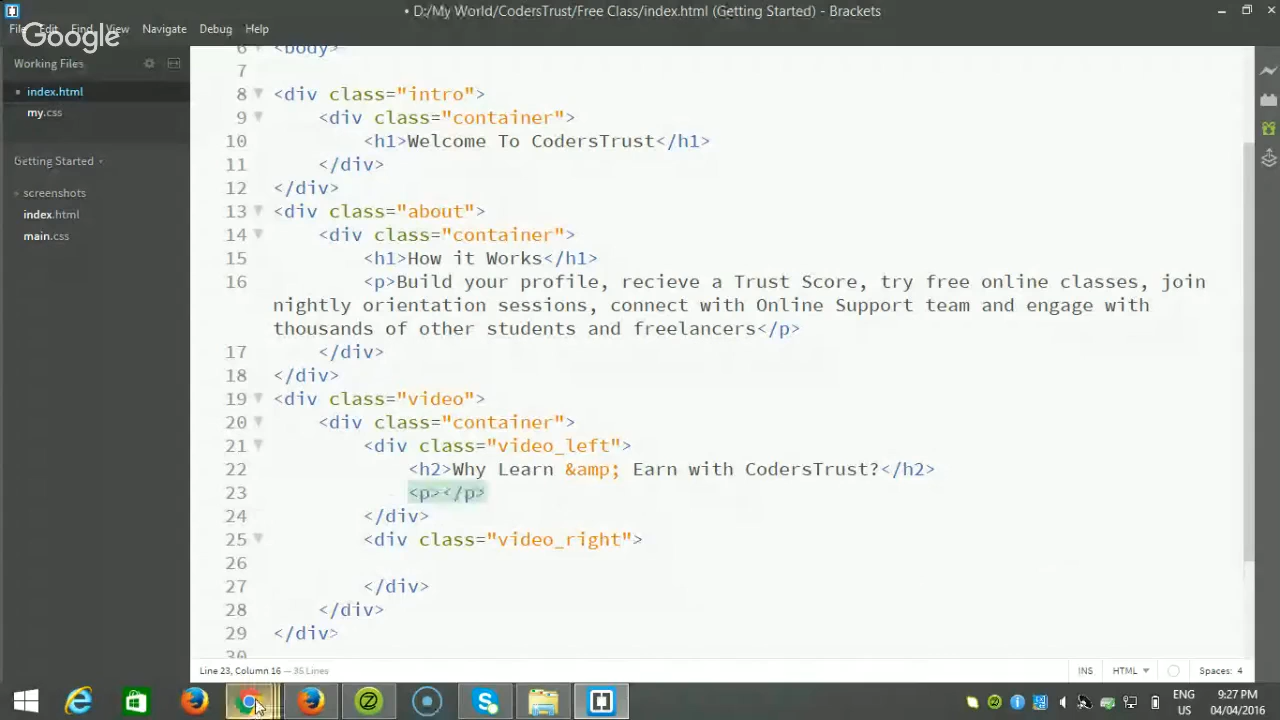 • D:/My World/CodersTrust/Free Class/index.html (Getting Started) - Brackets
File Edit Find View Navigate Debug Help
Google
Working Files
index.html
my.css
Getting Started
screenshots
index.html
main.css
6 <body>
7
8 <div class="intro">
9 <div class="container">
10 <h1>Welcome To CodersTrust</h1>
11 </div>
12 </div>
13 <div class="about">
14 <div class="container">
15 <h1>How it Works</h1>
16 <p>Build your profile, recieve a Trust Score, try free online classes, join
nightly orientation sessions, connect with Online Support team and engage with
thousands of other students and freelancers</p>
17 </div>
18 </div>
19 <div class="video">
20 <div class="container">
21 <div class="video_left">
22 <h2>Why Learn &amp; Earn with CodersTrust?</h2>
23 <p></p>
24 </div>
25 <div class="video_right">
26
27 </div>
28 </div>
29 </div>
30
Line 23, Column 16 — 35 Lines
INS HTML Spaces: 4
ENG 9:27 PM
US 04/04/2016